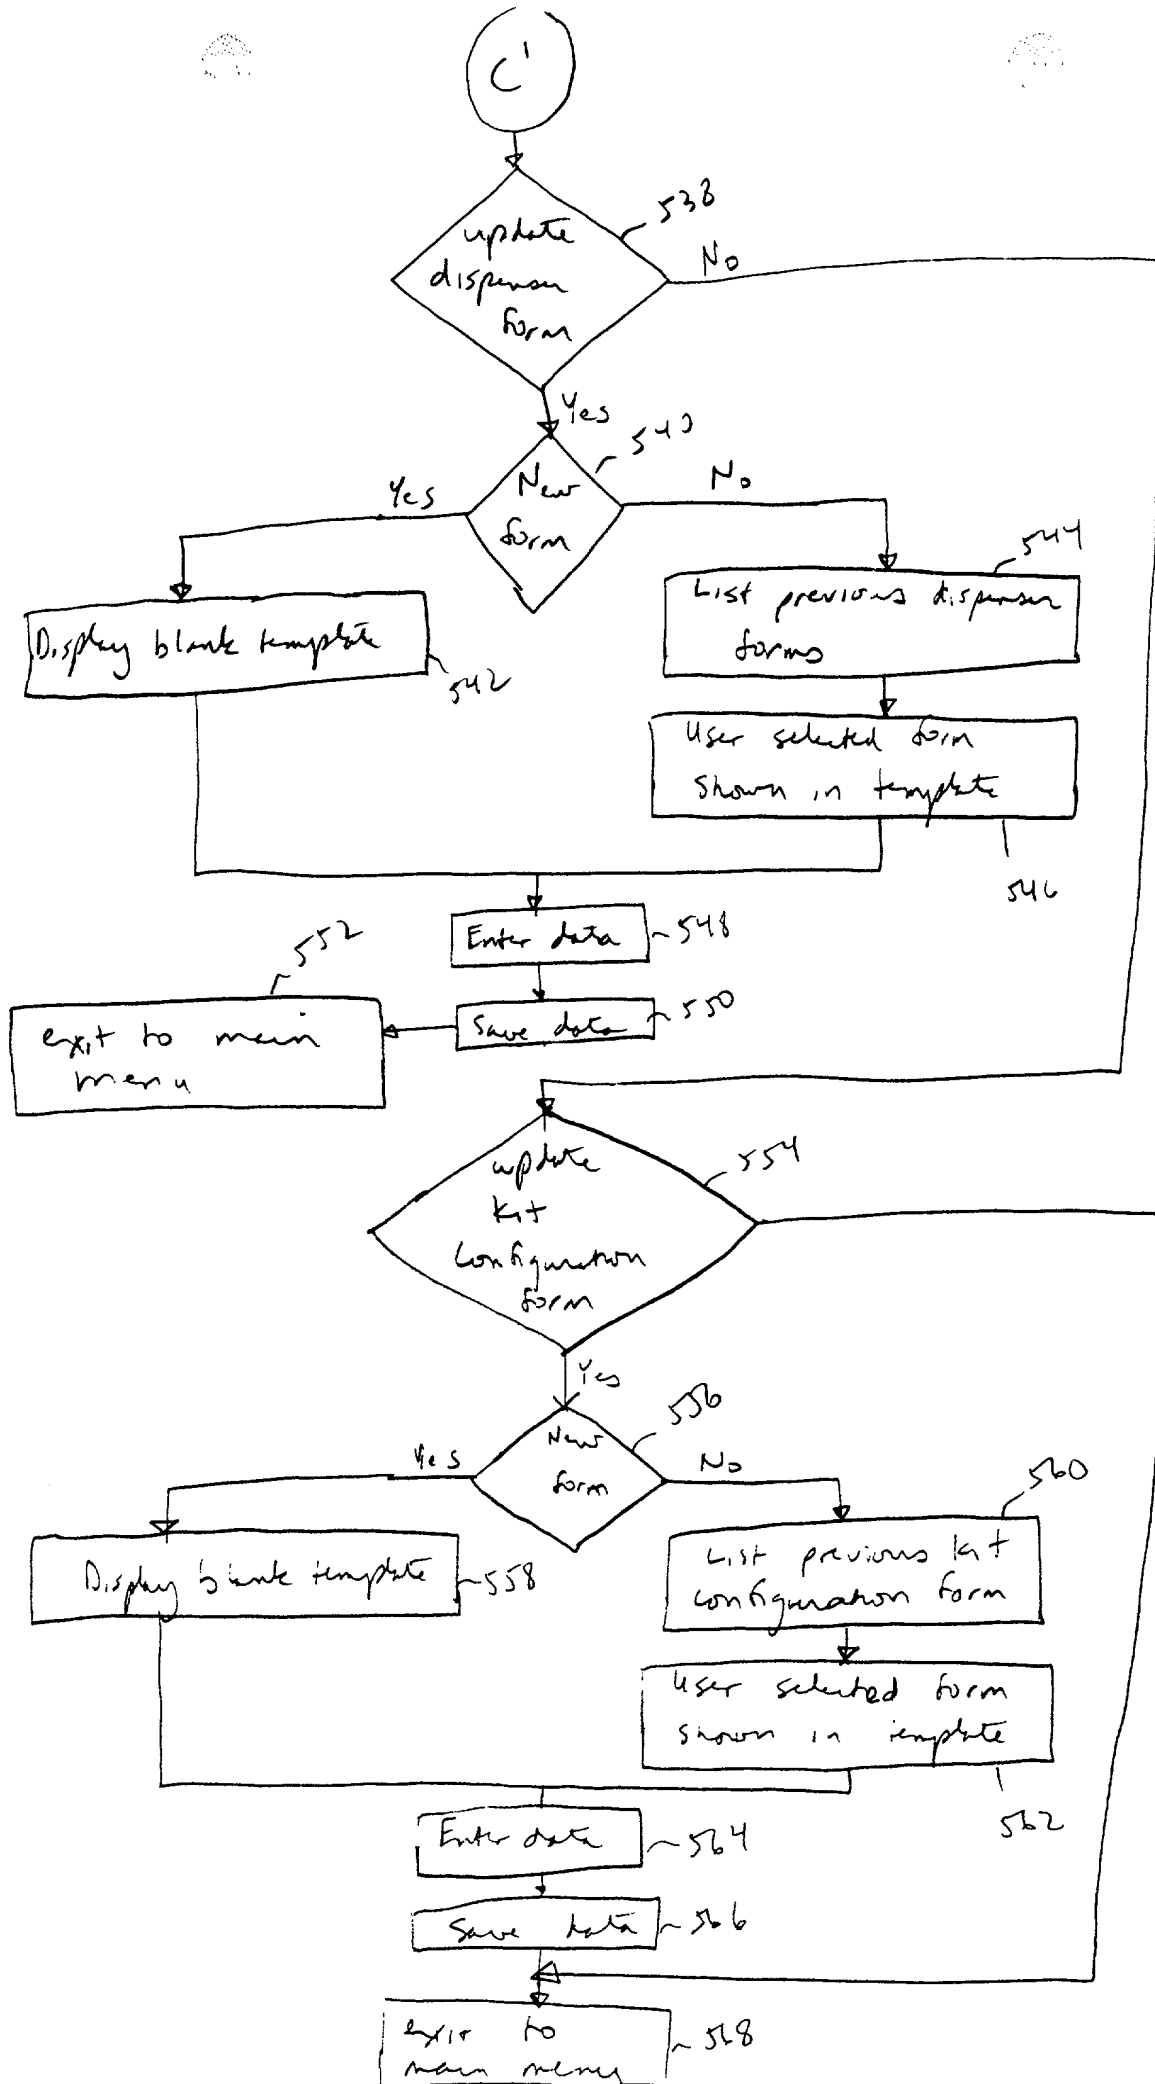 C'
538
update
dispenser
form
No
Yes
540
New
form
Yes
No
544
Display blank template
542
List previous dispenser
forms
User selected form
shown in template
546
Enter data
548
552
Save data
550
exit to main
menu
554
update
kit
configuration
form
Yes
556
New
form
Yes
No
560
Display blank template
558
List previous kit
configuration form
User selected form
shown in template
562
Enter data
564
Save data
566
exit to
main menu
568